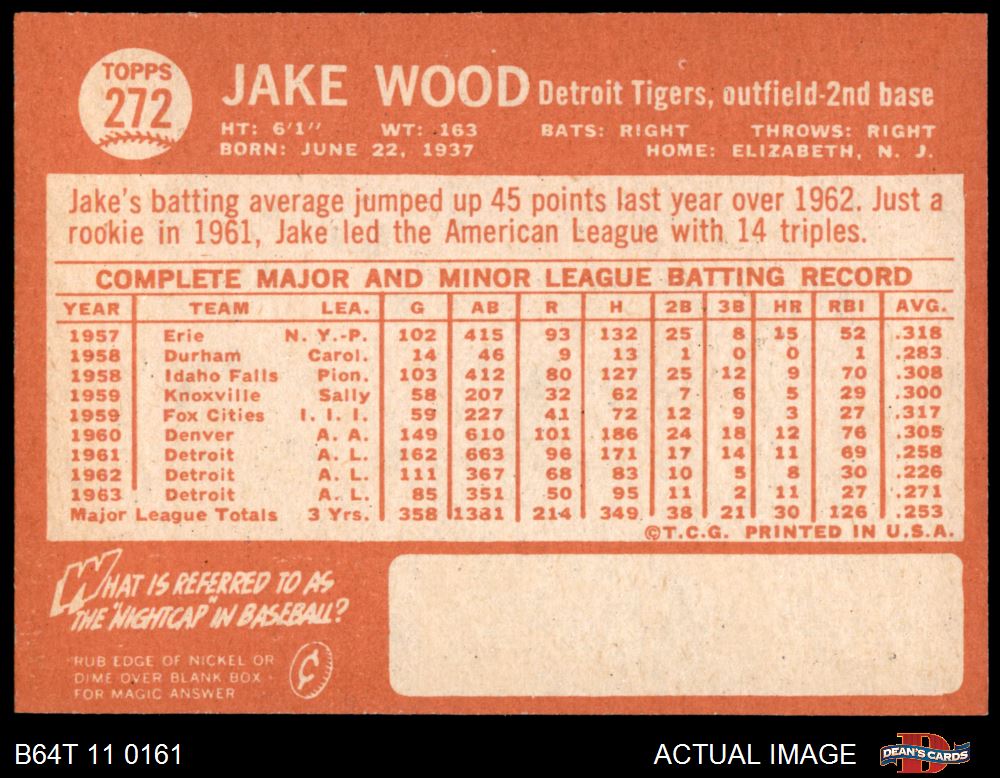 TOPPS
272
JAKE WOOD Detroit Tigers, outfield-2nd base
HT: 6'1" WT: 163 BATS: RIGHT THROWS: RIGHT
BORN: JUNE 22, 1937 HOME: ELIZABETH, N. J.
Jake's batting average jumped up 45 points last year over 1962. Just a
rookie in 1961, Jake led the American League with 14 triples.
COMPLETE MAJOR AND MINOR LEAGUE BATTING RECORD
YEAR TEAM LEA. G AB R H 2B 3B HR RBI AVG.
1957 Erie N. Y.-P. 102 415 93 132 25 8 15 52 .318
1958 Durham Carol. 14 46 9 13 1 0 0 1 .283
1958 Idaho Falls Pion. 103 412 80 127 25 12 9 70 .308
1959 Knoxville Sally 58 207 32 62 7 6 5 29 .300
1959 Fox Cities I. I. I. 59 227 41 72 12 9 3 27 .317
1960 Denver A. A. 149 610 101 186 24 18 12 76 .305
1961 Detroit A. L. 162 663 96 171 17 14 11 69 .258
1962 Detroit A. L. 111 367 68 83 10 5 8 30 .226
1963 Detroit A. L. 85 351 50 95 11 2 11 27 .271
Major League Totals 3 Yrs. 358 1381 214 349 38 21 30 126 .253
©T.C.G. PRINTED IN U.S.A.
WHAT IS REFERRED TO AS
THE "NIGHTCAP" IN BASEBALL?
RUB EDGE OF NICKEL OR
DIME OVER BLANK BOX
FOR MAGIC ANSWER
B64T 11 0161 ACTUAL IMAGE DEAN'S CARDS